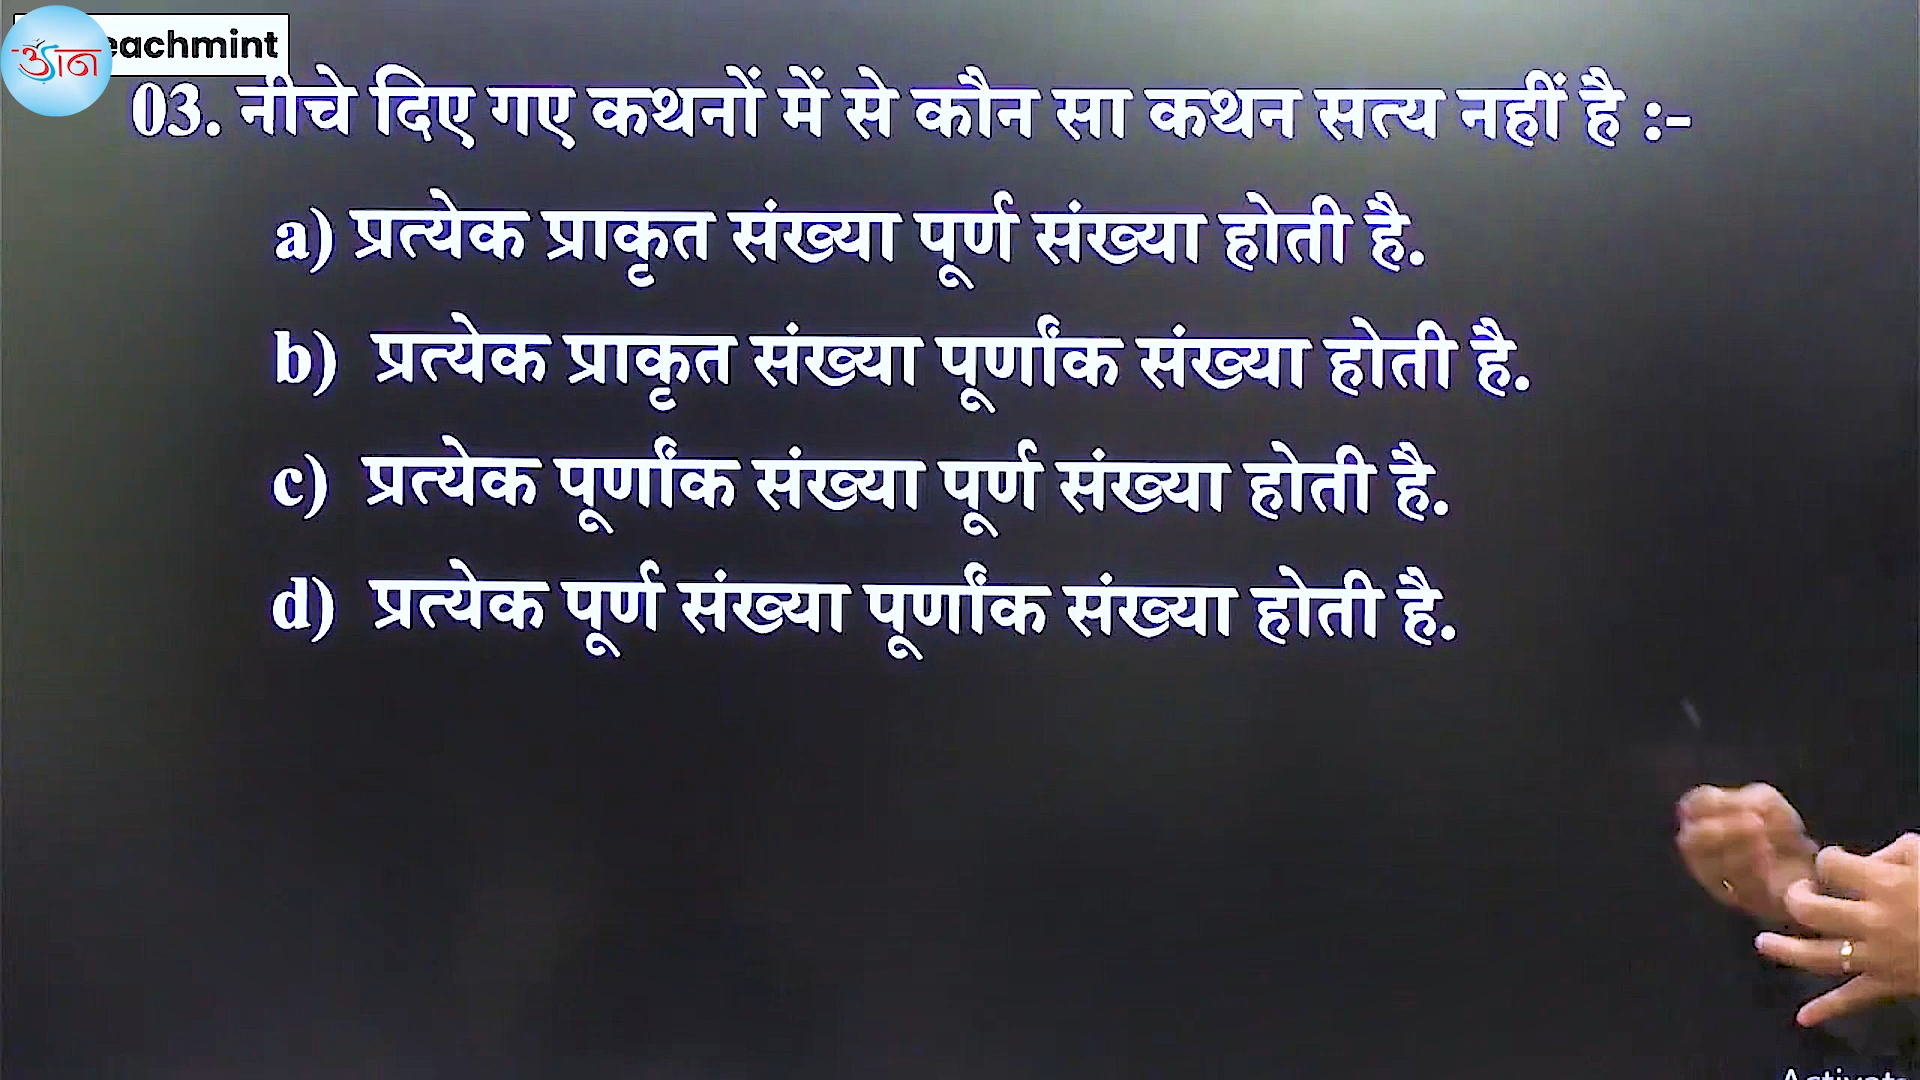 eachmint
ज्ञान
03. नीचे दिए गए कथनों में से कौन सा कथन सत्य नहीं है :-
a) प्रत्येक प्राकृत संख्या पूर्ण संख्या होती है.
b) प्रत्येक प्राकृत संख्या पूर्णांक संख्या होती है.
c) प्रत्येक पूर्णांक संख्या पूर्ण संख्या होती है.
d) प्रत्येक पूर्ण संख्या पूर्णांक संख्या होती है.